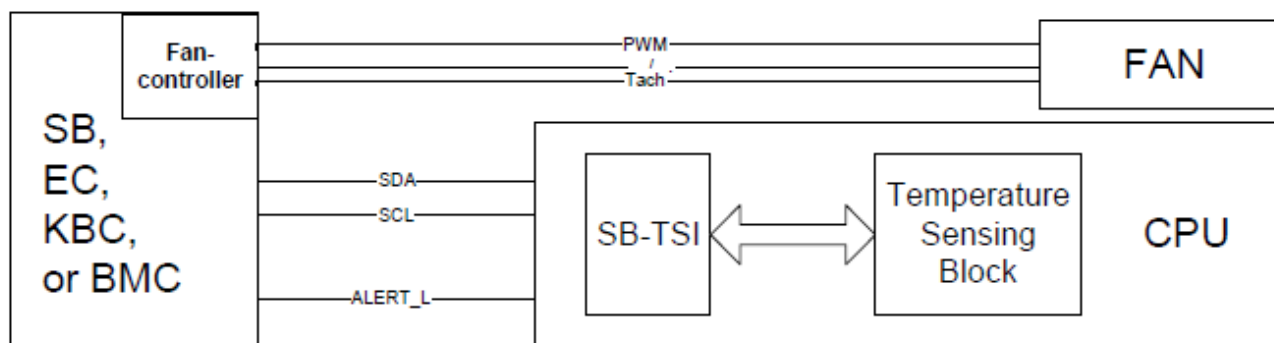 Fan-
controller
PWM
/
Tach
FAN
SB,
EC,
KBC,
or BMC
SDA
SCL
ALERT_L
SB-TSI
Temperature
Sensing
Block
CPU